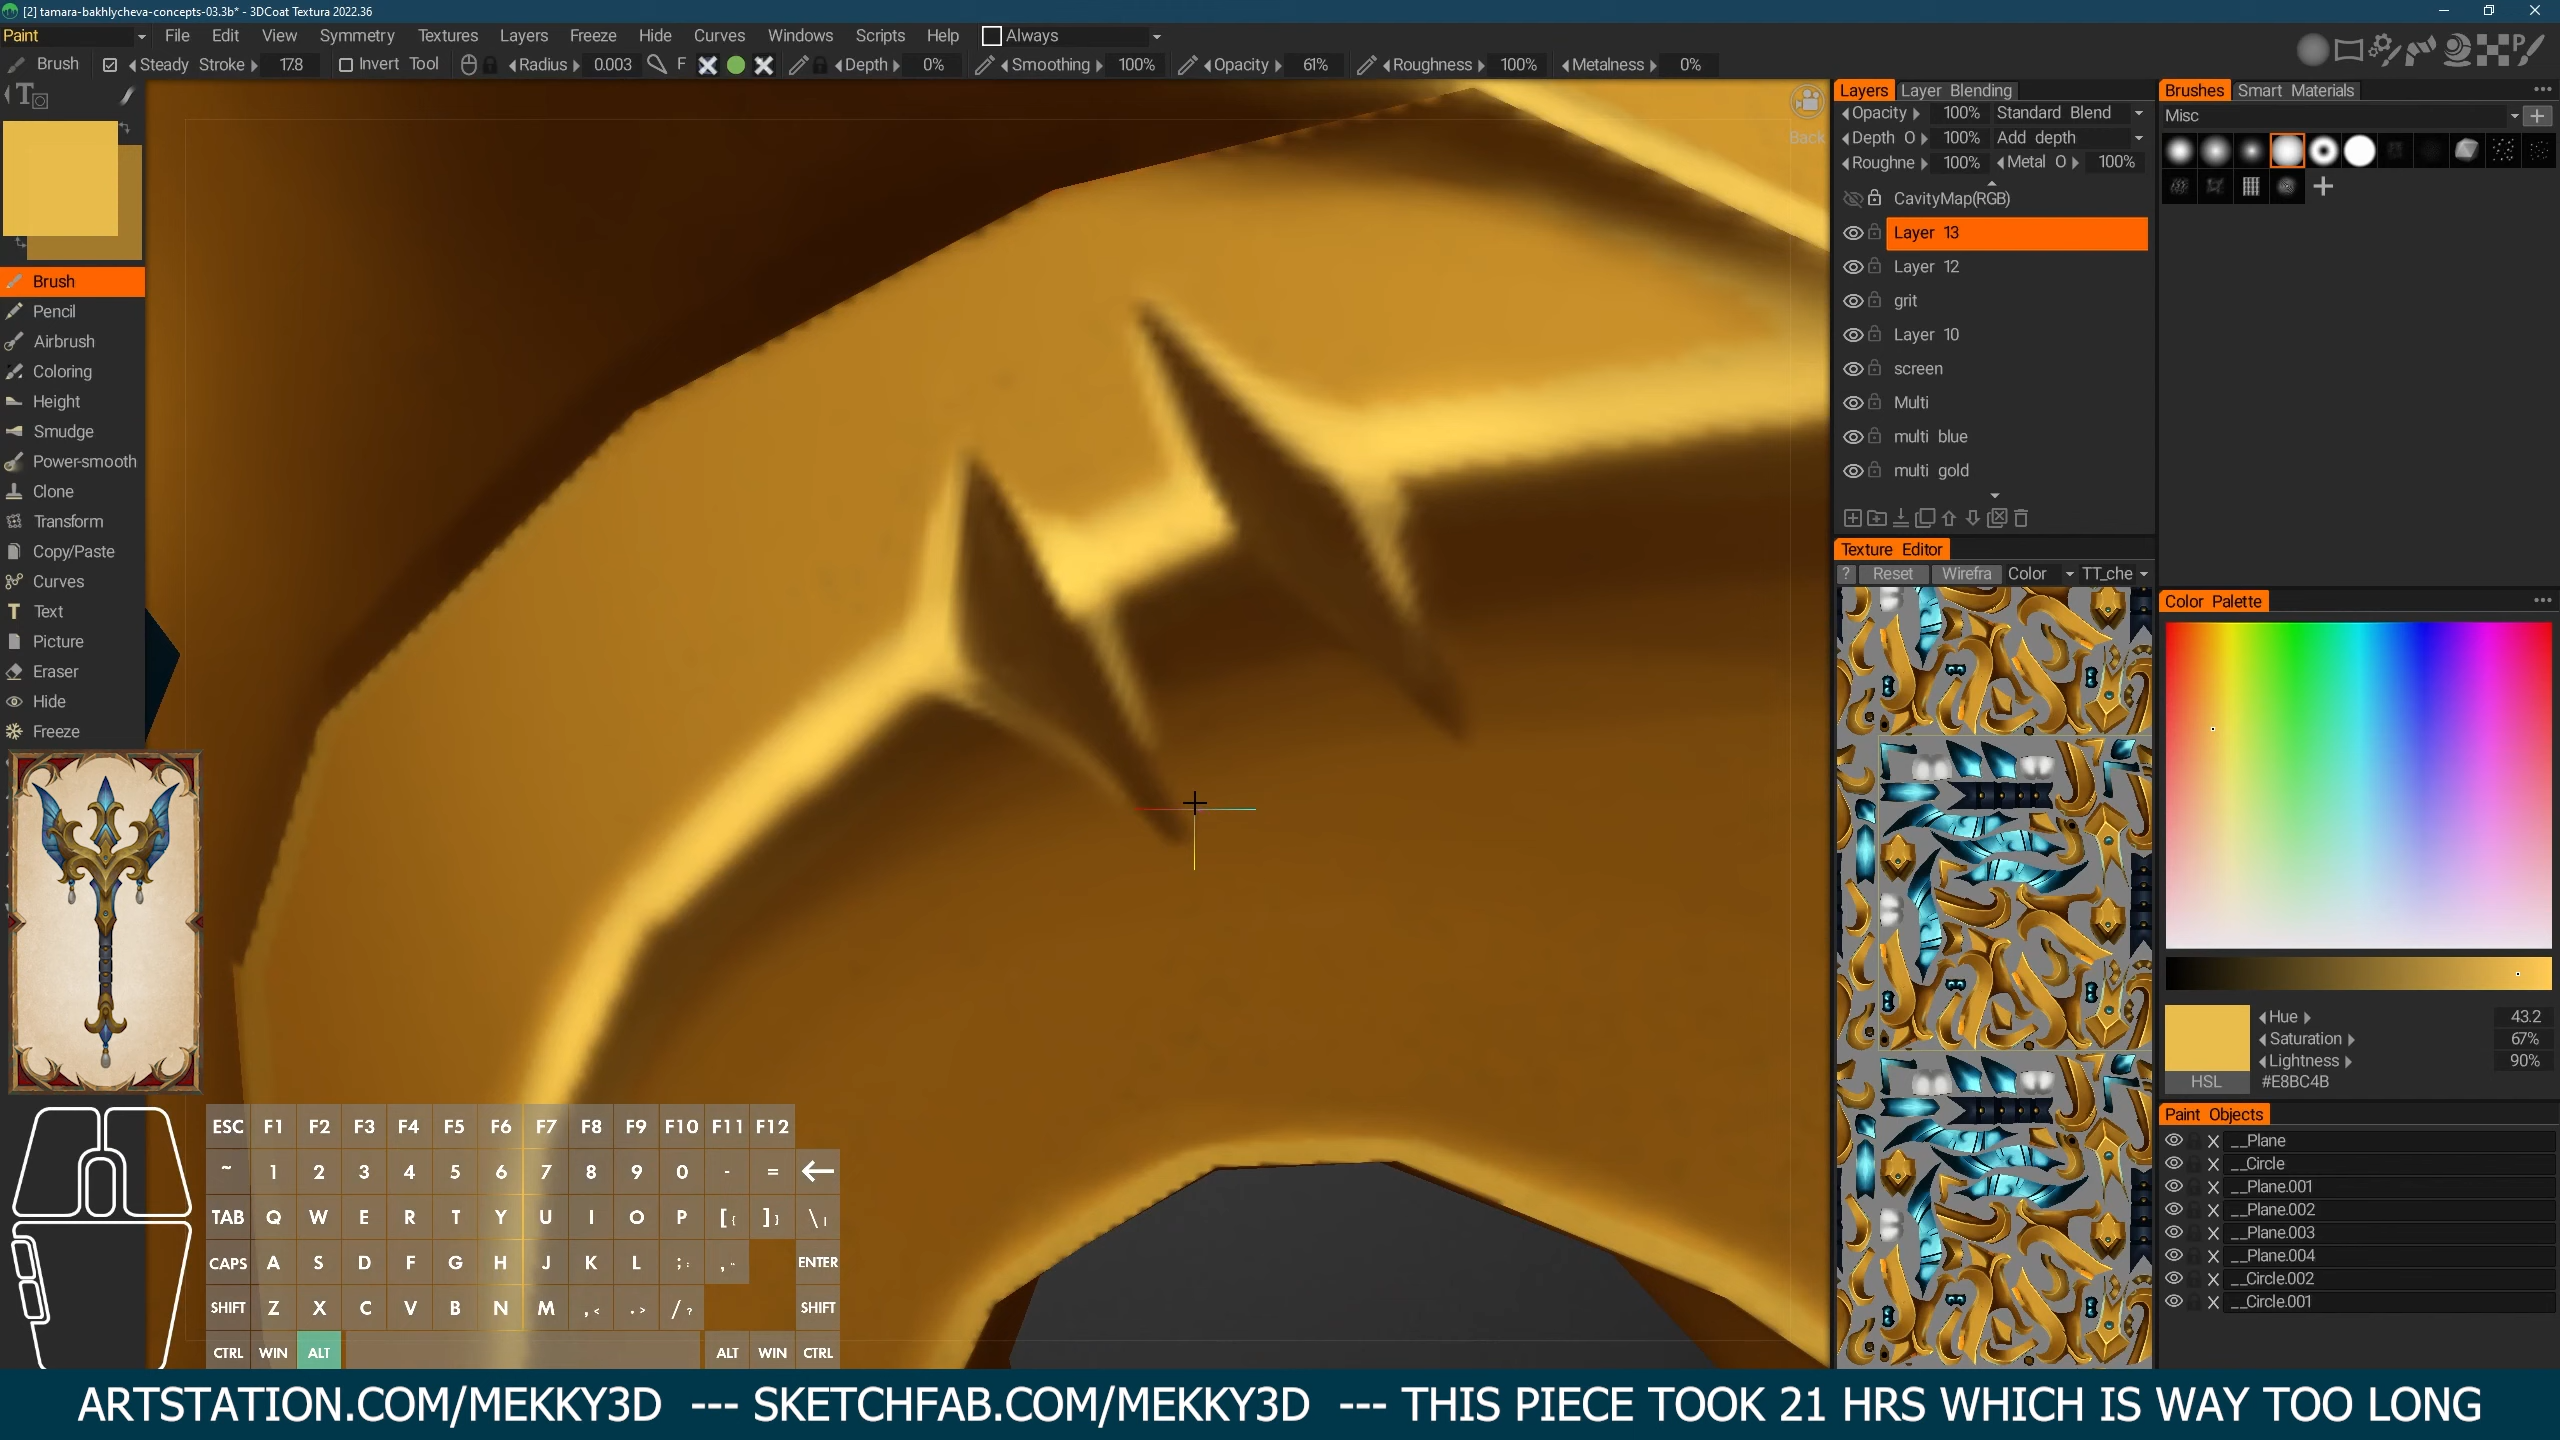 [2] tamara-bakhlycheva-concepts-03.3b* - 3DCoat Textura 2022.36
Paint File Edit View Symmetry Textures Layers Freeze Hide Curves Windows Scripts Help Always
Brush Steady Stroke 17.8 Invert Tool Radius 0.003 F Depth 0% Smoothing 100% Opacity 61% Roughness 100% Metalness 0%
Back
Brush
Pencil
Airbrush
Coloring
Height
Smudge
Power-smooth
Clone
Transform
Copy/Paste
Curves
Text
Picture
Eraser
Hide
Freeze
Layers Layer Blending
Opacity 100% Standard Blend
Depth O 100% Add depth
Roughne 100% Metal O 100%
CavityMap(RGB)
Layer 13
Layer 12
grit
Layer 10
screen
Multi
multi blue
multi gold
Texture Editor
? Reset Wirefra Color TT_che
Brushes Smart Materials
Misc
Color Palette
Hue 43.2
Saturation 67%
Lightness 90%
HSL #E8BC4B
Paint Objects
X __Plane
X __Circle
X __Plane.001
X __Plane.002
X __Plane.003
X __Plane.004
X __Circle.002
X __Circle.001
ESC F1 F2 F3 F4 F5 F6 F7 F8 F9 F10 F11 F12
~ 1 2 3 4 5 6 7 8 9 0 - =
TAB Q W E R T Y U I O P [{ ]} \|
CAPS A S D F G H J K L ;: ENTER
SHIFT Z X C V B N M ,< .> /? SHIFT
CTRL WIN ALT ALT WIN CTRL
ARTSTATION.COM/MEKKY3D --- SKETCHFAB.COM/MEKKY3D --- THIS PIECE TOOK 21 HRS WHICH IS WAY TOO LONG